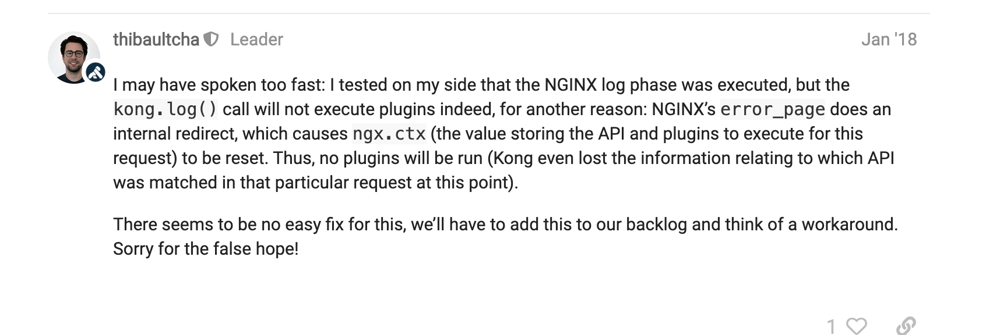 thibaultcha Leader Jan '18
I may have spoken too fast: I tested on my side that the NGINX log phase was executed, but the
kong.log() call will not execute plugins indeed, for another reason: NGINX’s error_page does an
internal redirect, which causes ngx.ctx (the value storing the API and plugins to execute for this
request) to be reset. Thus, no plugins will be run (Kong even lost the information relating to which API
was matched in that particular request at this point).
There seems to be no easy fix for this, we’ll have to add this to our backlog and think of a workaround.
Sorry for the false hope!
1